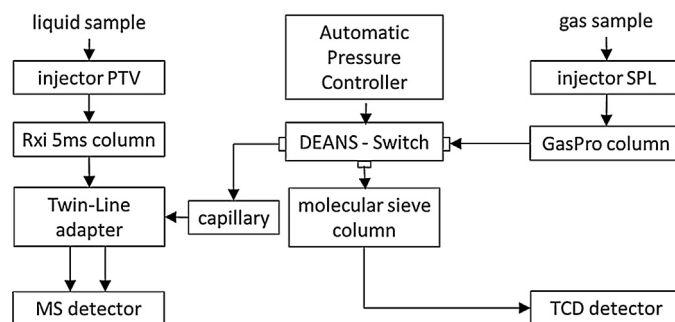 liquid sample
injector PTV
Rxi 5ms column
Twin-Line
adapter
MS detector
Automatic
Pressure
Controller
DEANS - Switch
capillary
molecular sieve
column
gas sample
injector SPL
GasPro column
TCD detector